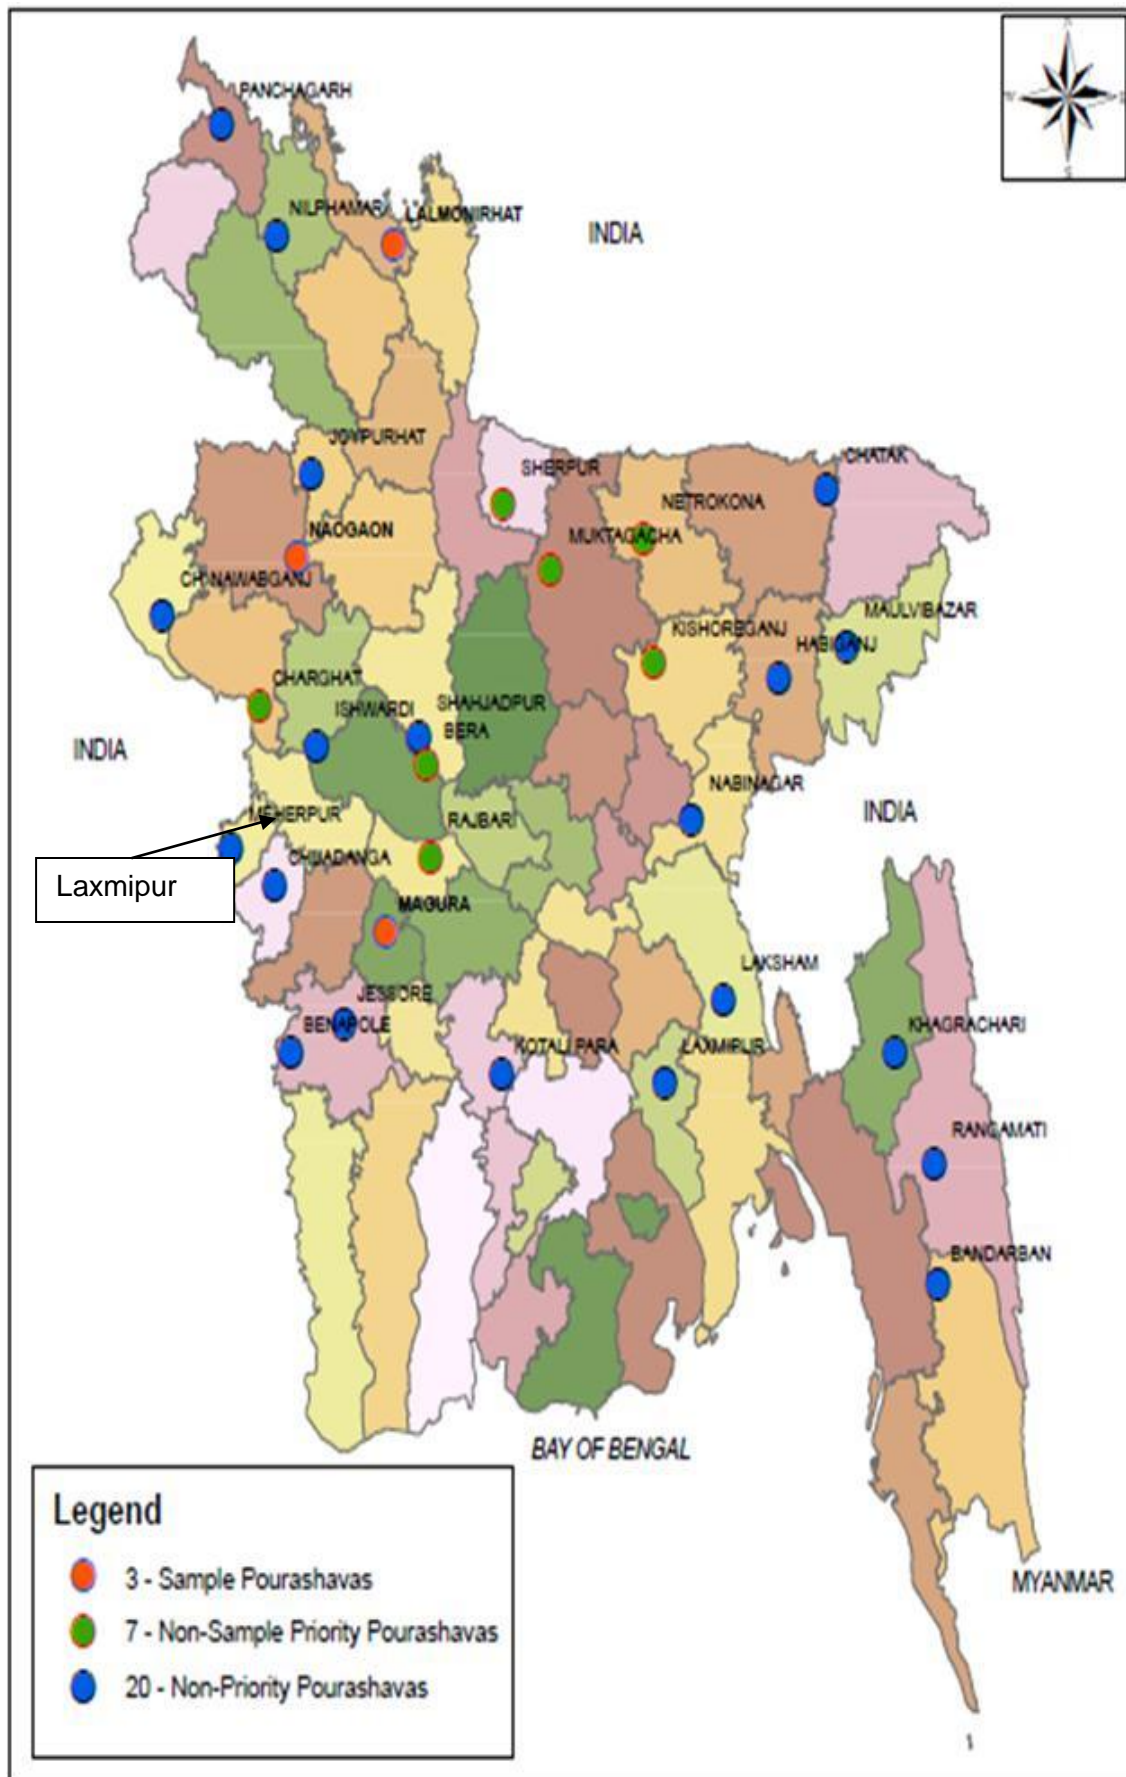 N
W E
S
PANCHAGARH
NILPHAMARI
LALMONIRHAT
INDIA
JOYPURHAT
SHERPUR
CHATAK
NETROKONA
NAOGAON
MUKTAGACHA
CH NAWABGANJ
MAULVIBAZAR
KISHOREGANJ
HABIGANJ
CHARGHAT
SHAHJADPUR
ISHWARDI
BERA
INDIA
NABINAGAR
INDIA
MEHERPUR
RAJBARI
CHUADANGA
Laxmipur
MAGURA
LAKSHAM
JESSORE
BENAPOLE
KHAGRACHARI
KOTALI PARA
LAXMIPUR
RANGAMATI
BANDARBAN
BAY OF BENGAL
MYANMAR
Legend
3 - Sample Pourashavas
7 - Non-Sample Priority Pourashavas
20 - Non-Priority Pourashavas